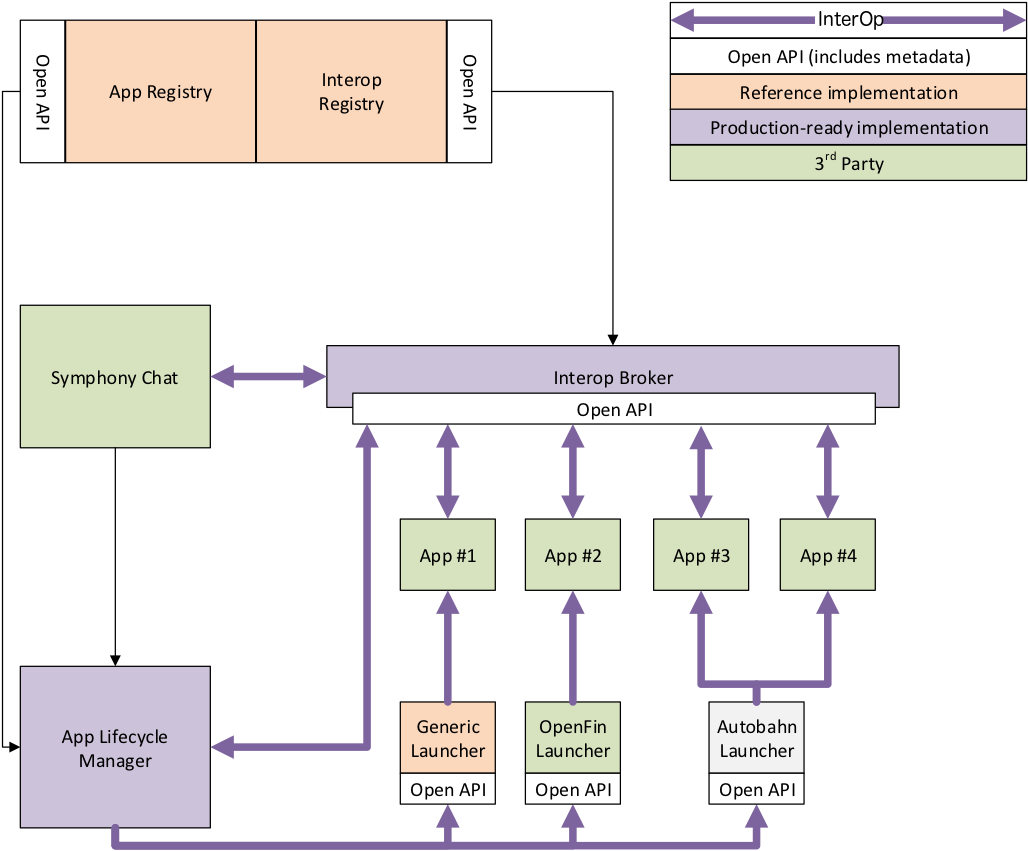 InterOp
Open API (includes metadata)
Reference implementation
Production-ready implementation
3rd Party
Open API
App Registry
Interop
Registry
Open API
Symphony Chat
Interop Broker
Open API
App #1
App #2
App #3
App #4
App Lifecycle
Manager
Generic
Launcher
Open API
OpenFin
Launcher
Open API
Autobahn
Launcher
Open API